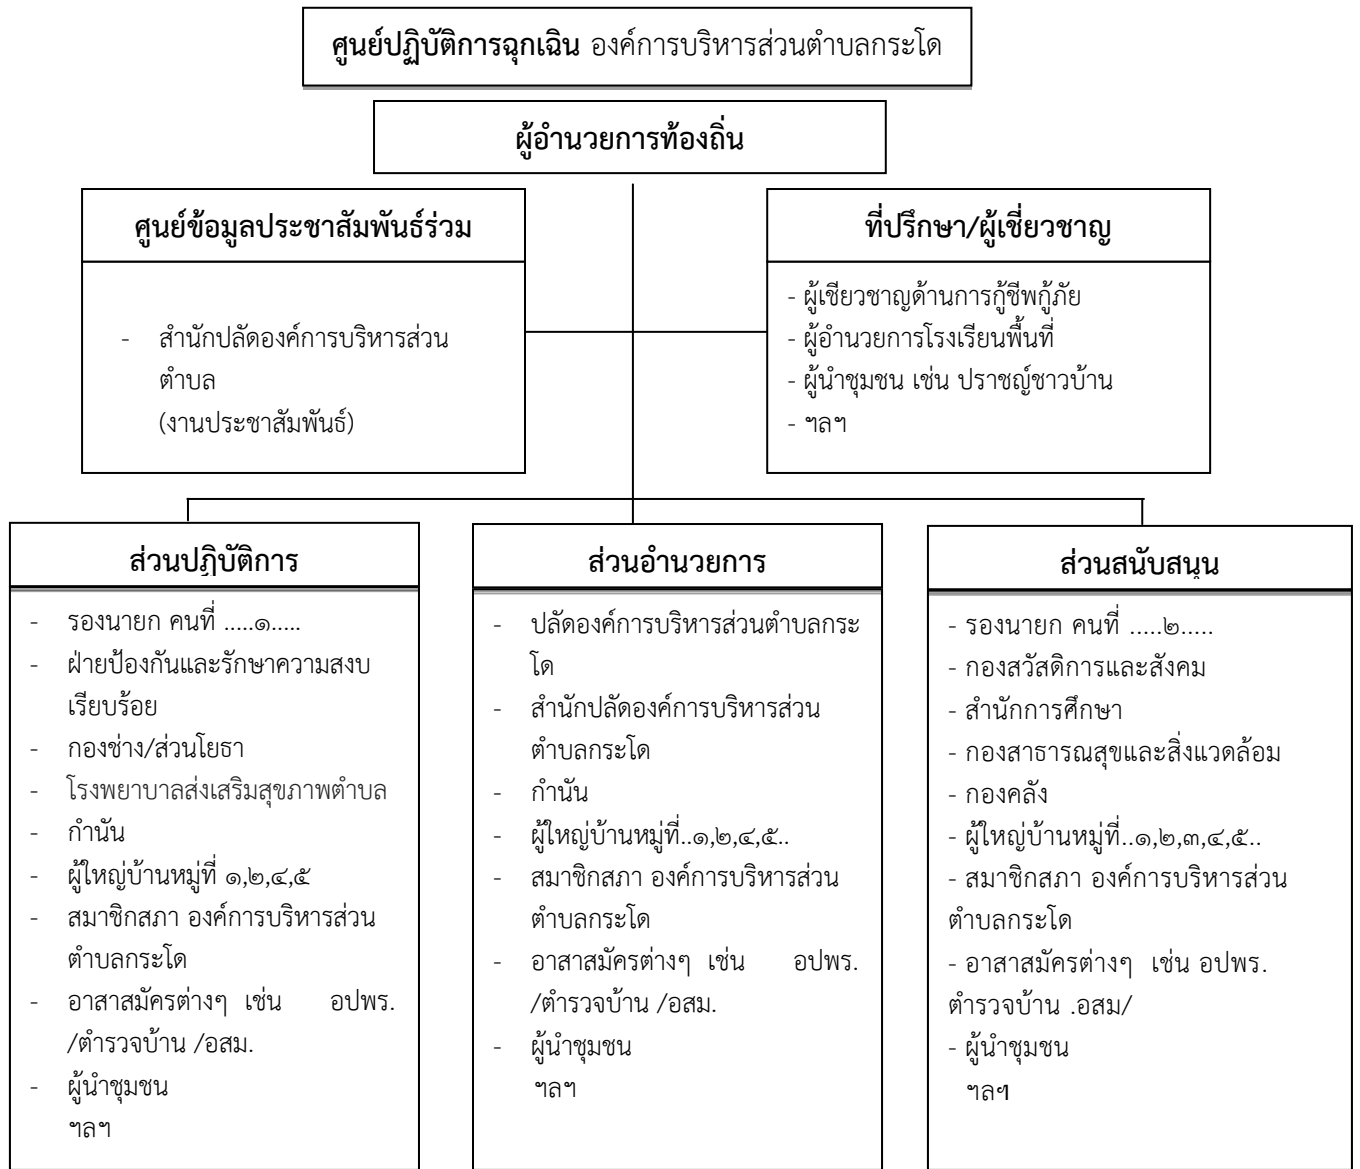 ศูนย์ปฏิบัติการฉุกเฉิน องค์การบริหารส่วนตำบลกระโด
ผู้อำนวยการท้องถิ่น
ศูนย์ข้อมูลประชาสัมพันธ์ร่วม
- สำนักปลัดองค์การบริหารส่วน
ตำบล
(งานประชาสัมพันธ์)
ที่ปรึกษา/ผู้เชี่ยวชาญ
- ผู้เชียวชาญด้านการกู้ชีพกู้ภัย
- ผู้อำนวยการโรงเรียนพื้นที่
- ผู้นำชุมชน เช่น ปราชญ์ชาวบ้าน
- ฯลฯ
ส่วนปฏิบัติการ
- รองนายก คนที่ .....๑.....
- ฝ่ายป้องกันและรักษาความสงบ
เรียบร้อย
- กองช่าง/ส่วนโยธา
- โรงพยาบาลส่งเสริมสุขภาพตำบล
- กำนัน
- ผู้ใหญ่บ้านหมู่ที่ ๑,๒,๔,๕
- สมาชิกสภา องค์การบริหารส่วน
ตำบลกระโด
- อาสาสมัครต่างๆ เช่น อปพร.
/ตำรวจบ้าน /อสม.
- ผู้นำชุมชน
ฯลฯ
ส่วนอำนวยการ
- ปลัดองค์การบริหารส่วนตำบลกระ
โด
- สำนักปลัดองค์การบริหารส่วน
ตำบลกระโด
- กำนัน
- ผู้ใหญ่บ้านหมู่ที่..๑,๒,๔,๕..
- สมาชิกสภา องค์การบริหารส่วน
ตำบลกระโด
- อาสาสมัครต่างๆ เช่น อปพร.
/ตำรวจบ้าน /อสม.
- ผู้นำชุมชน
ฯลฯ
ส่วนสนับสนุน
- รองนายก คนที่ .....๒.....
- กองสวัสดิการและสังคม
- สำนักการศึกษา
- กองสาธารณสุขและสิ่งแวดล้อม
- กองคลัง
- ผู้ใหญ่บ้านหมู่ที่..๑,๒,๓,๔,๕..
- สมาชิกสภา องค์การบริหารส่วน
ตำบลกระโด
- อาสาสมัครต่างๆ เช่น อปพร.
ตำรวจบ้าน .อสม/
- ผู้นำชุมชน
ฯลฯ